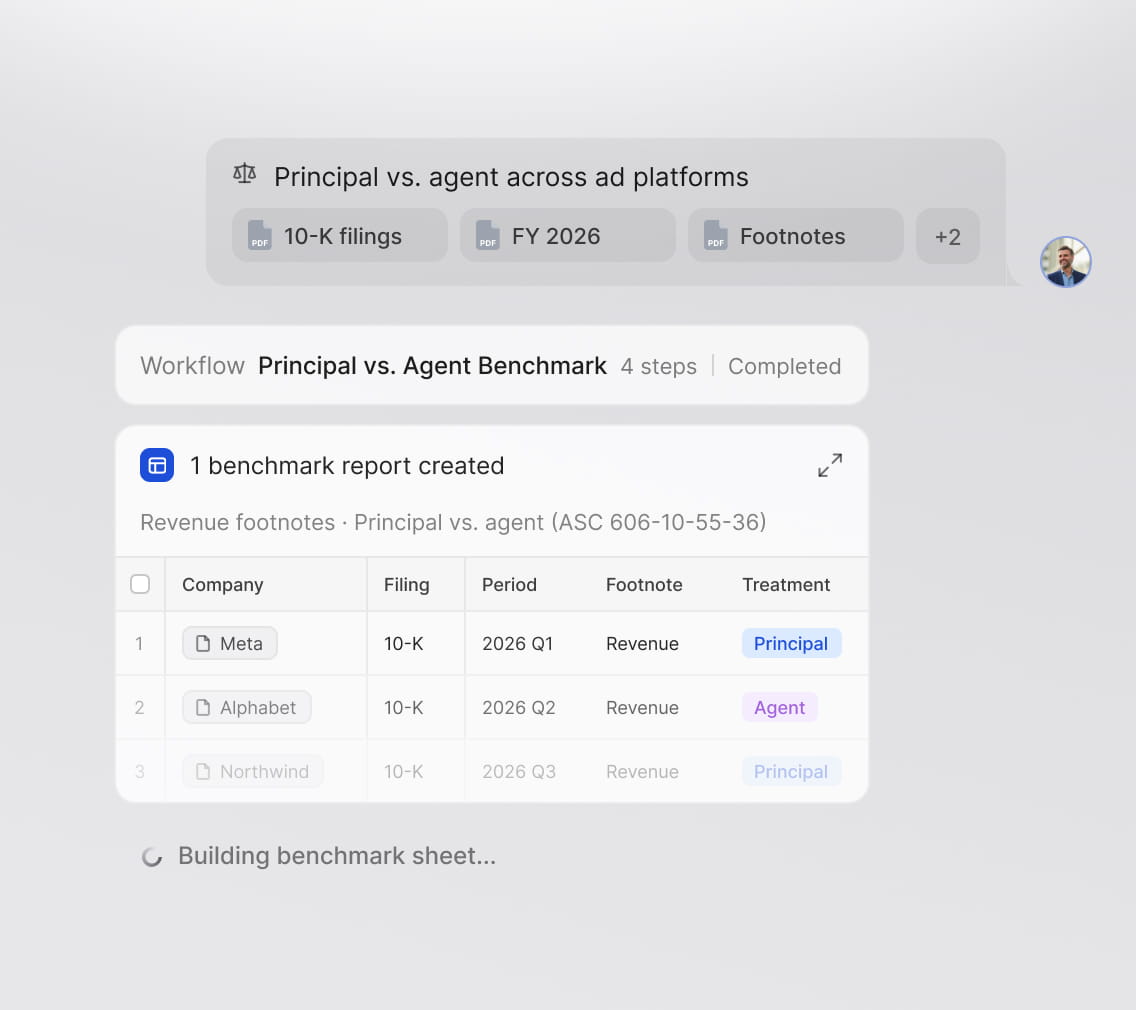 Principal vs. agent across ad platforms
PDF 10-K filings PDF FY 2026 PDF Footnotes +2
Workflow Principal vs. Agent Benchmark 4 steps Completed
1 benchmark report created
Revenue footnotes · Principal vs. agent (ASC 606-10-55-36)
Company Filing Period Footnote Treatment
1 Meta 10-K 2026 Q1 Revenue Principal
2 Alphabet 10-K 2026 Q2 Revenue Agent
3 Northwind 10-K 2026 Q3 Revenue Principal
Building benchmark sheet...